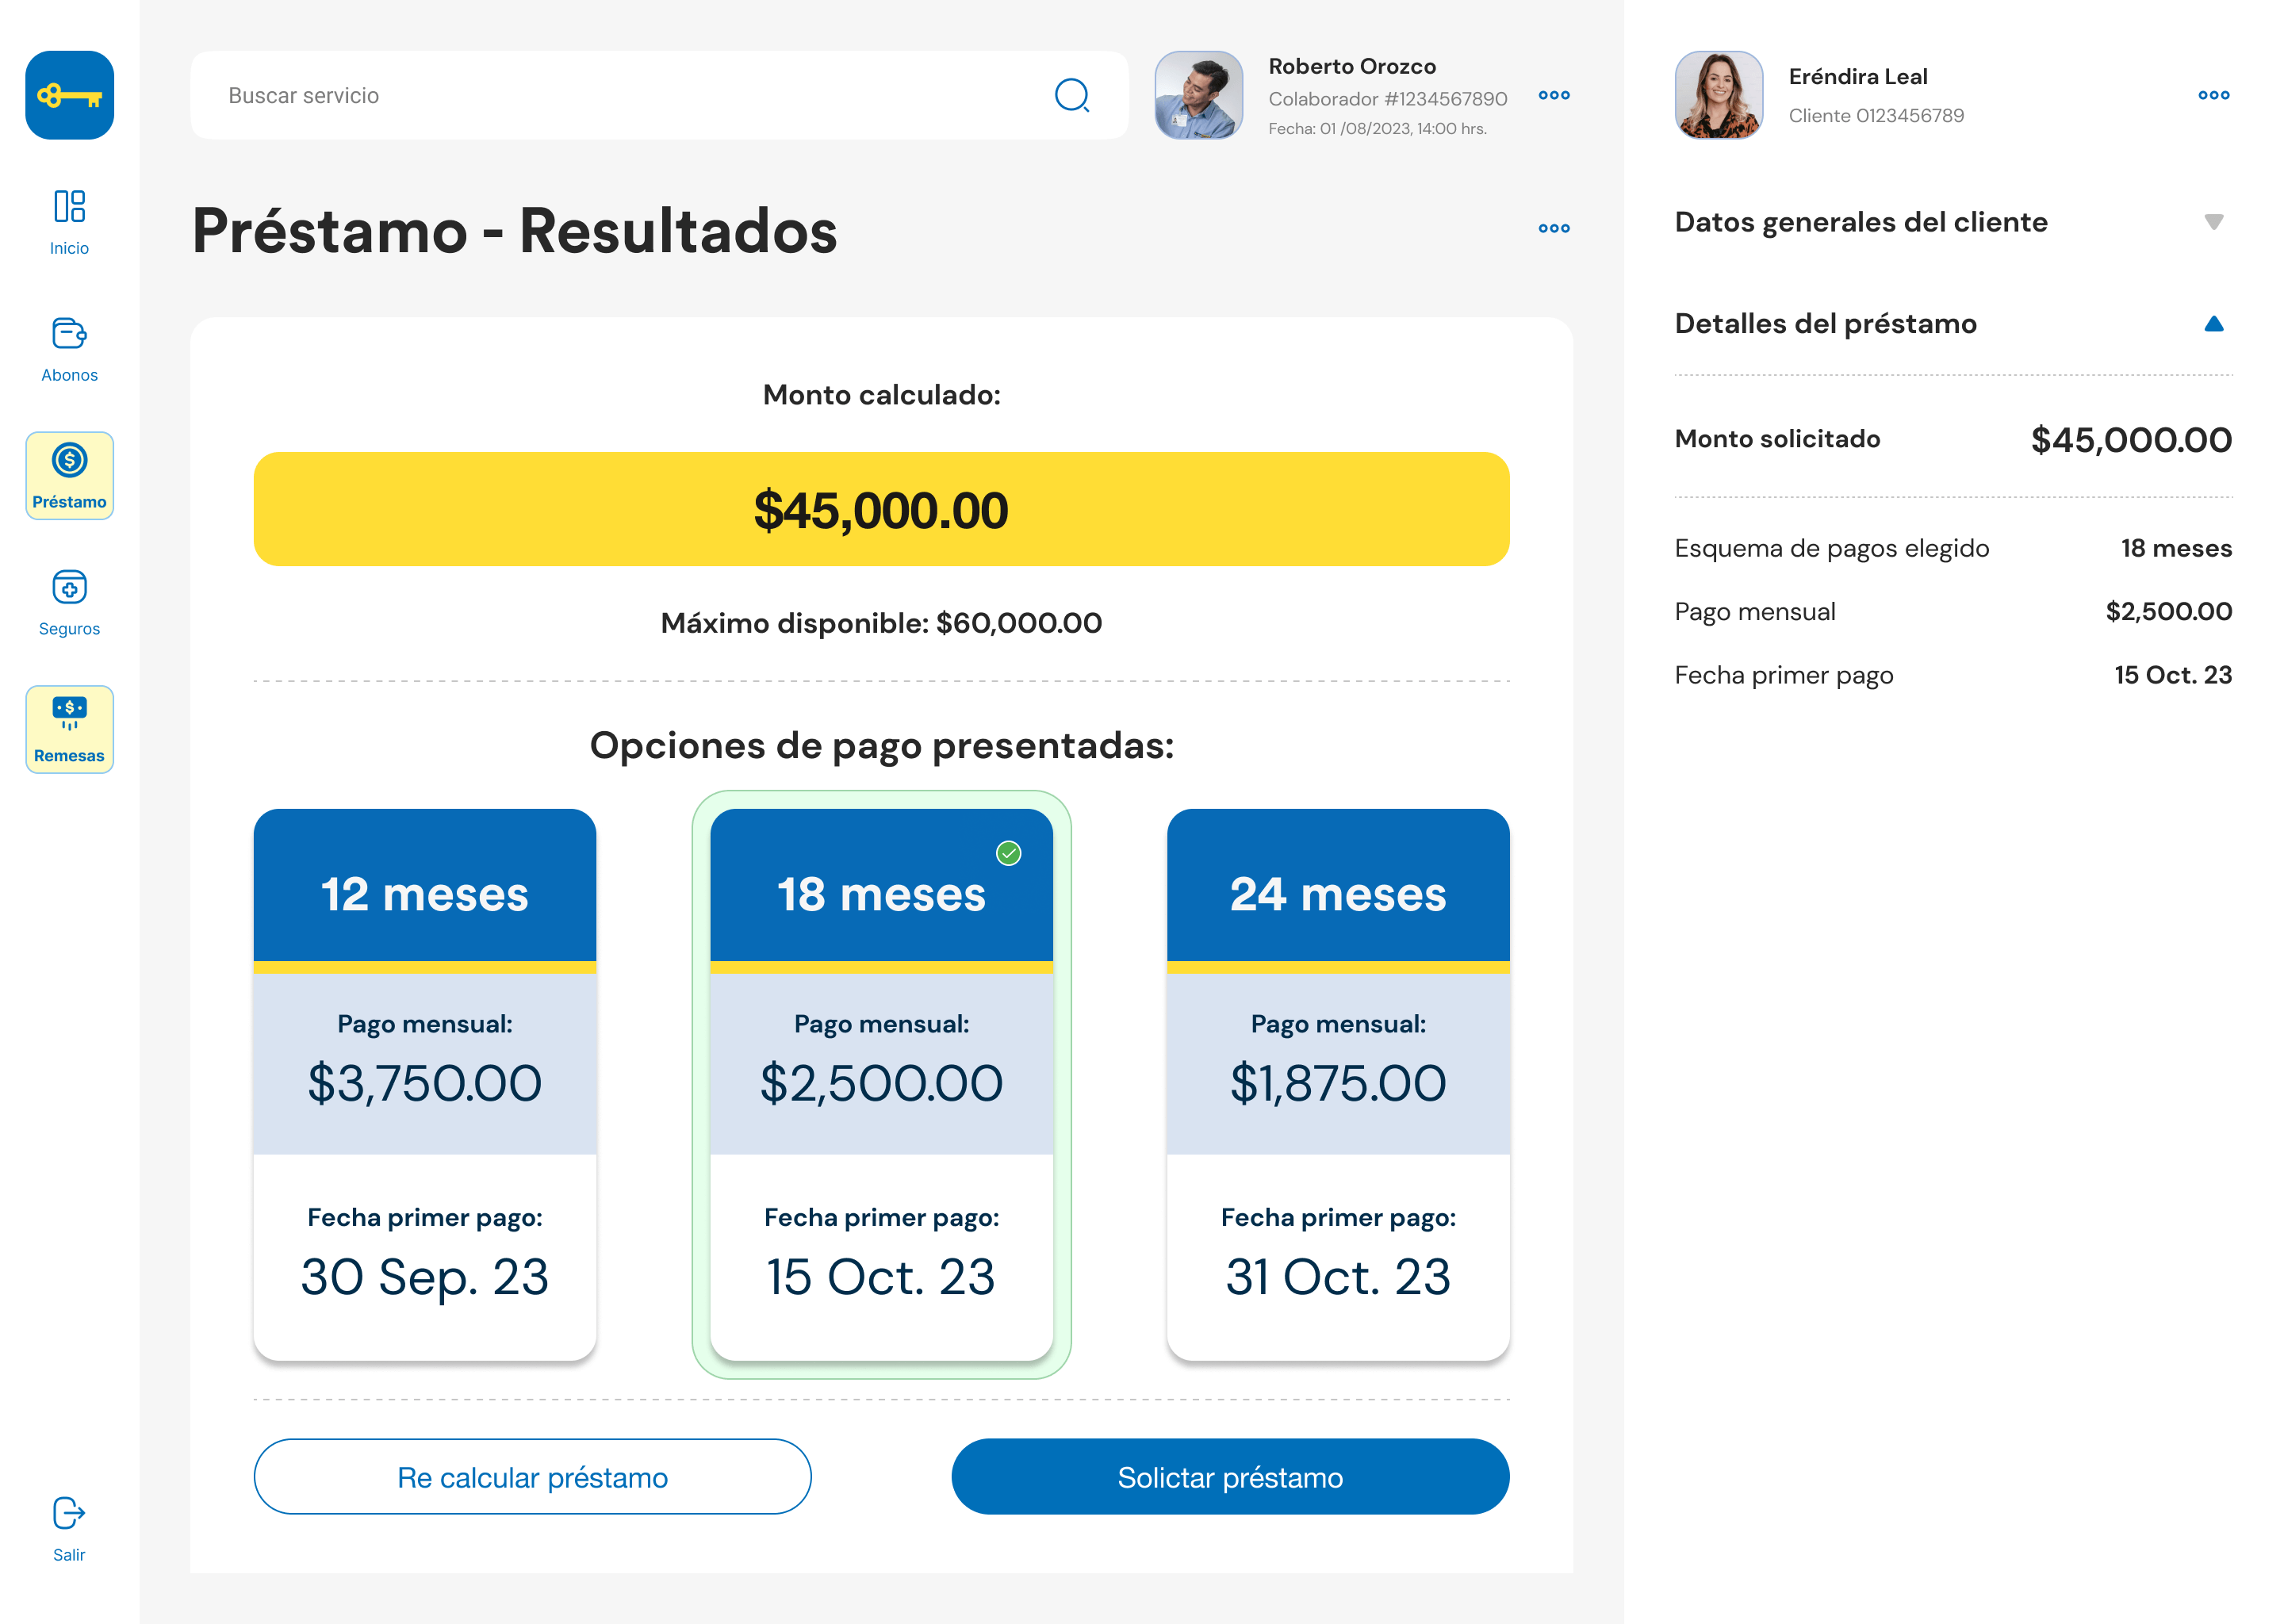 Inicio
Abonos
Préstamo
Seguros
Remesas
Salir
Buscar servicio
Roberto Orozco
Colaborador #1234567890
Fecha: 01 /08/2023, 14:00 hrs.
Préstamo - Resultados
Monto calculado:
$45,000.00
Máximo disponible: $60,000.00
Opciones de pago presentadas:
12 meses
Pago mensual:
$3,750.00
Fecha primer pago:
30 Sep. 23
18 meses
Pago mensual:
$2,500.00
Fecha primer pago:
15 Oct. 23
24 meses
Pago mensual:
$1,875.00
Fecha primer pago:
31 Oct. 23
Re calcular préstamo
Solictar préstamo
Eréndira Leal
Cliente 0123456789
Datos generales del cliente
Detalles del préstamo
Monto solicitado $45,000.00
Esquema de pagos elegido 18 meses
Pago mensual $2,500.00
Fecha primer pago 15 Oct. 23